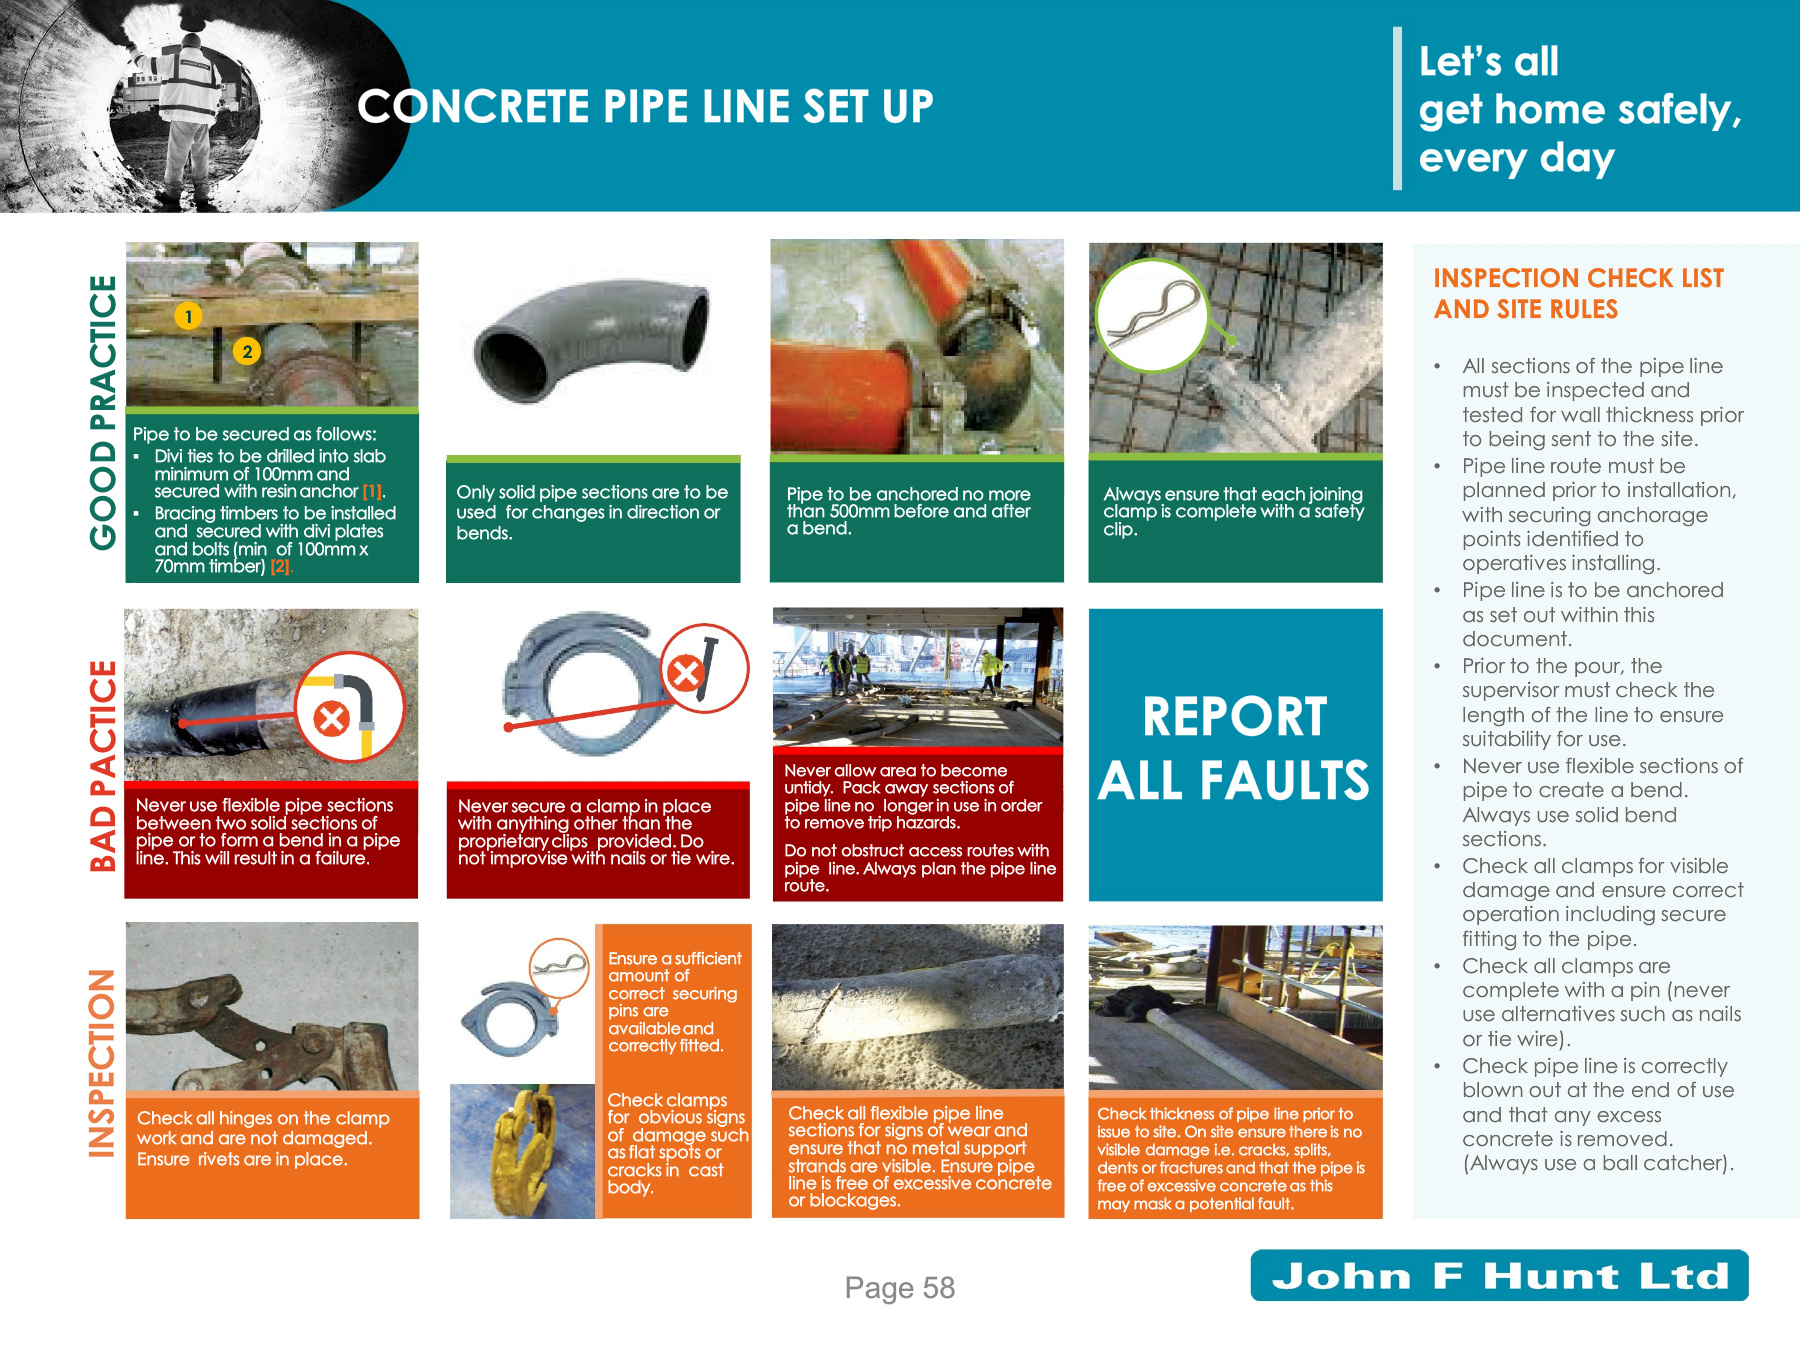 CONCRETE PIPE LINE SET UP
Let's all
get home safely,
every day
GOOD PRACTICE
1
2
Pipe to be secured as follows:
▪ Divi ties to be drilled into slab
minimum of 100mm and
secured with resin anchor [1].
▪ Bracing timbers to be installed
and secured with divi plates
and bolts (min of 100mm x
70mm timber) [2].
Only solid pipe sections are to be
used for changes in direction or
bends.
Pipe to be anchored no more
than 500mm before and after
a bend.
Always ensure that each joining
clamp is complete with a safety
clip.
BAD PACTICE
Never use flexible pipe sections
between two solid sections of
pipe or to form a bend in a pipe
line. This will result in a failure.
Never secure a clamp in place
with anything other than the
proprietary clips provided. Do
not improvise with nails or tie wire.
Never allow area to become
untidy. Pack away sections of
pipe line no longer in use in order
to remove trip hazards.
Do not obstruct access routes with
pipe line. Always plan the pipe line
route.
REPORT
ALL FAULTS
INSPECTION
Check all hinges on the clamp
work and are not damaged.
Ensure rivets are in place.
Ensure a sufficient
amount of
correct securing
pins are
available and
correctly fitted.
Check clamps
for obvious signs
of damage such
as flat spots or
cracks in cast
body.
Check all flexible pipe line
sections for signs of wear and
ensure that no metal support
strands are visible. Ensure pipe
line is free of excessive concrete
or blockages.
Check thickness of pipe line prior to
issue to site. On site ensure there is no
visible damage i.e. cracks, splits,
dents or fractures and that the pipe is
free of excessive concrete as this
may mask a potential fault.
INSPECTION CHECK LIST
AND SITE RULES
• All sections of the pipe line
must be inspected and
tested for wall thickness prior
to being sent to the site.
• Pipe line route must be
planned prior to installation,
with securing anchorage
points identified to
operatives installing.
• Pipe line is to be anchored
as set out within this
document.
• Prior to the pour, the
supervisor must check the
length of the line to ensure
suitability for use.
• Never use flexible sections of
pipe to create a bend.
Always use solid bend
sections.
• Check all clamps for visible
damage and ensure correct
operation including secure
fitting to the pipe.
• Check all clamps are
complete with a pin (never
use alternatives such as nails
or tie wire).
• Check pipe line is correctly
blown out at the end of use
and that any excess
concrete is removed.
(Always use a ball catcher).
Page 58
John F Hunt Ltd